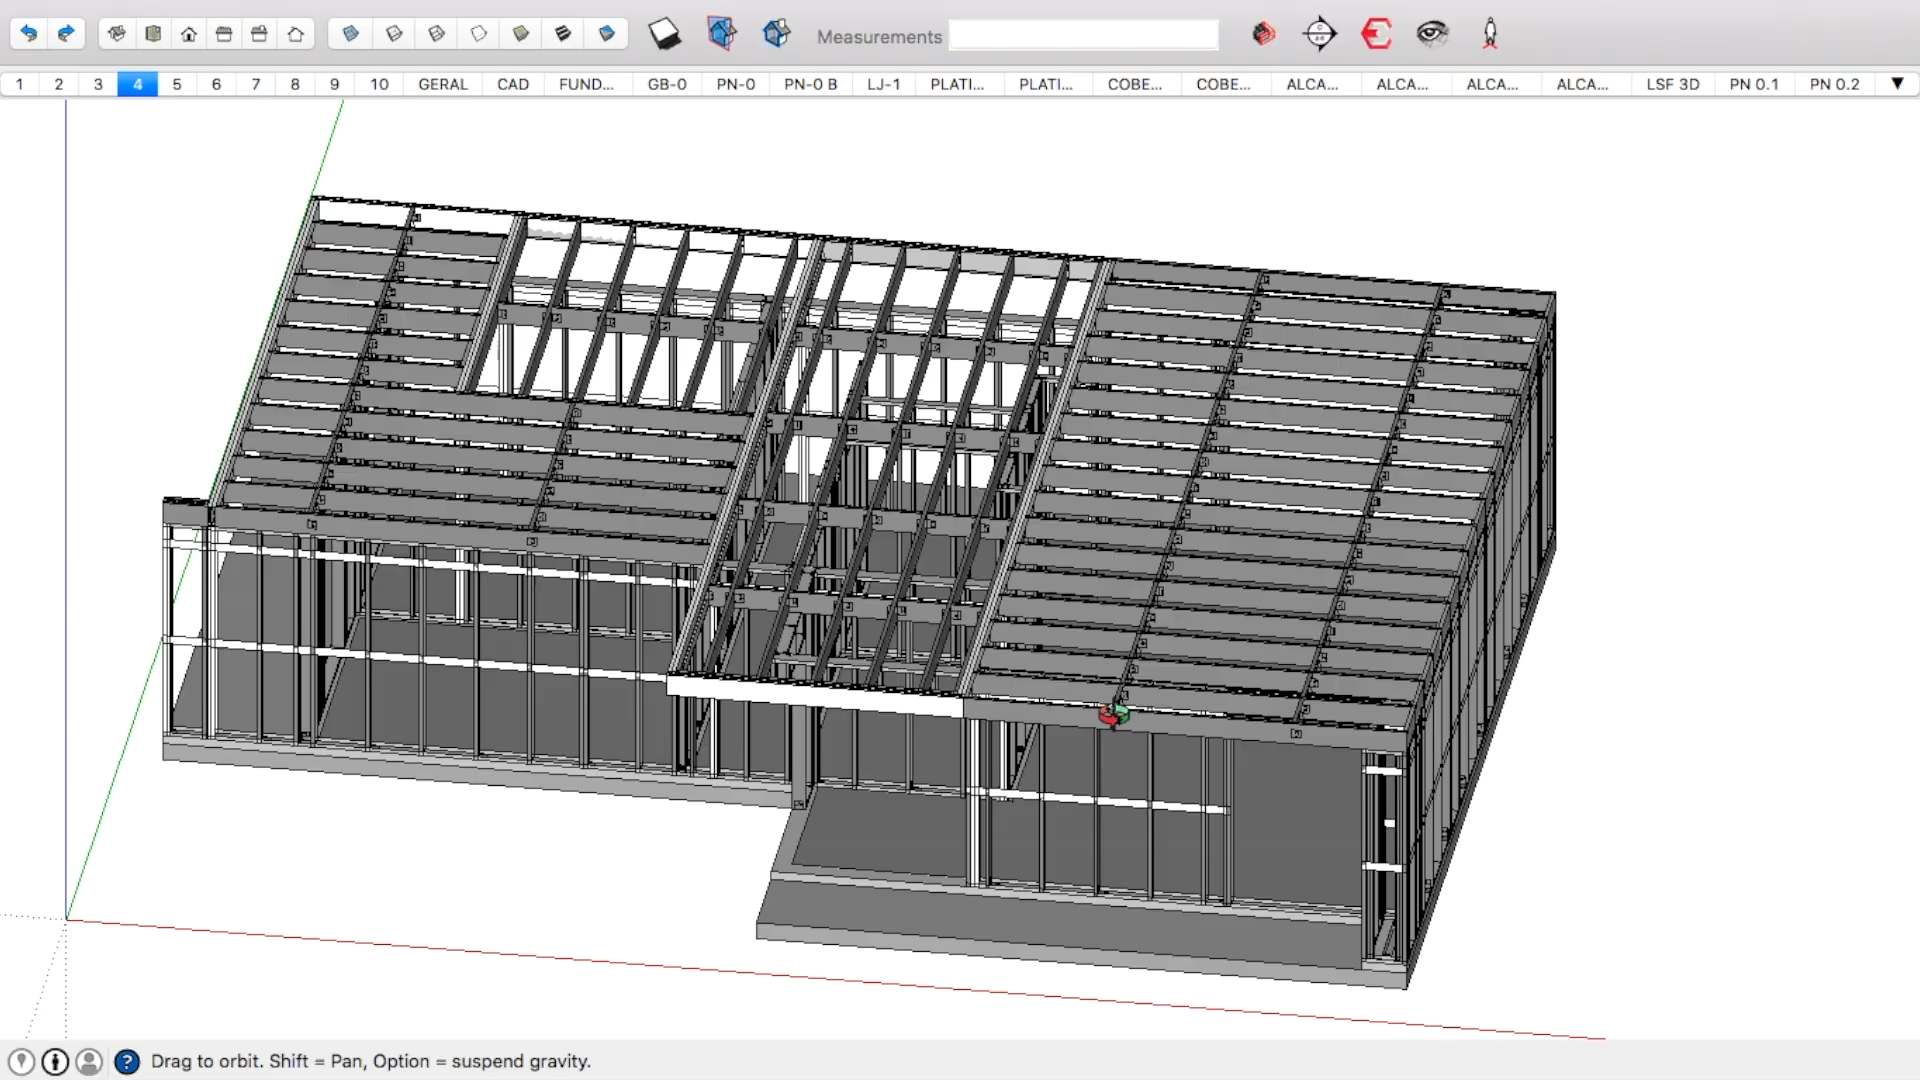 Measurements
1 2 3 4 5 6 7 8 9 10 GERAL CAD FUND... GB-0 PN-0 PN-0 B LJ-1 PLATI... PLATI... COBE... COBE... ALCA... ALCA... ALCA... ALCA... LSF 3D PN 0.1 PN 0.2
Drag to orbit. Shift = Pan, Option = suspend gravity.